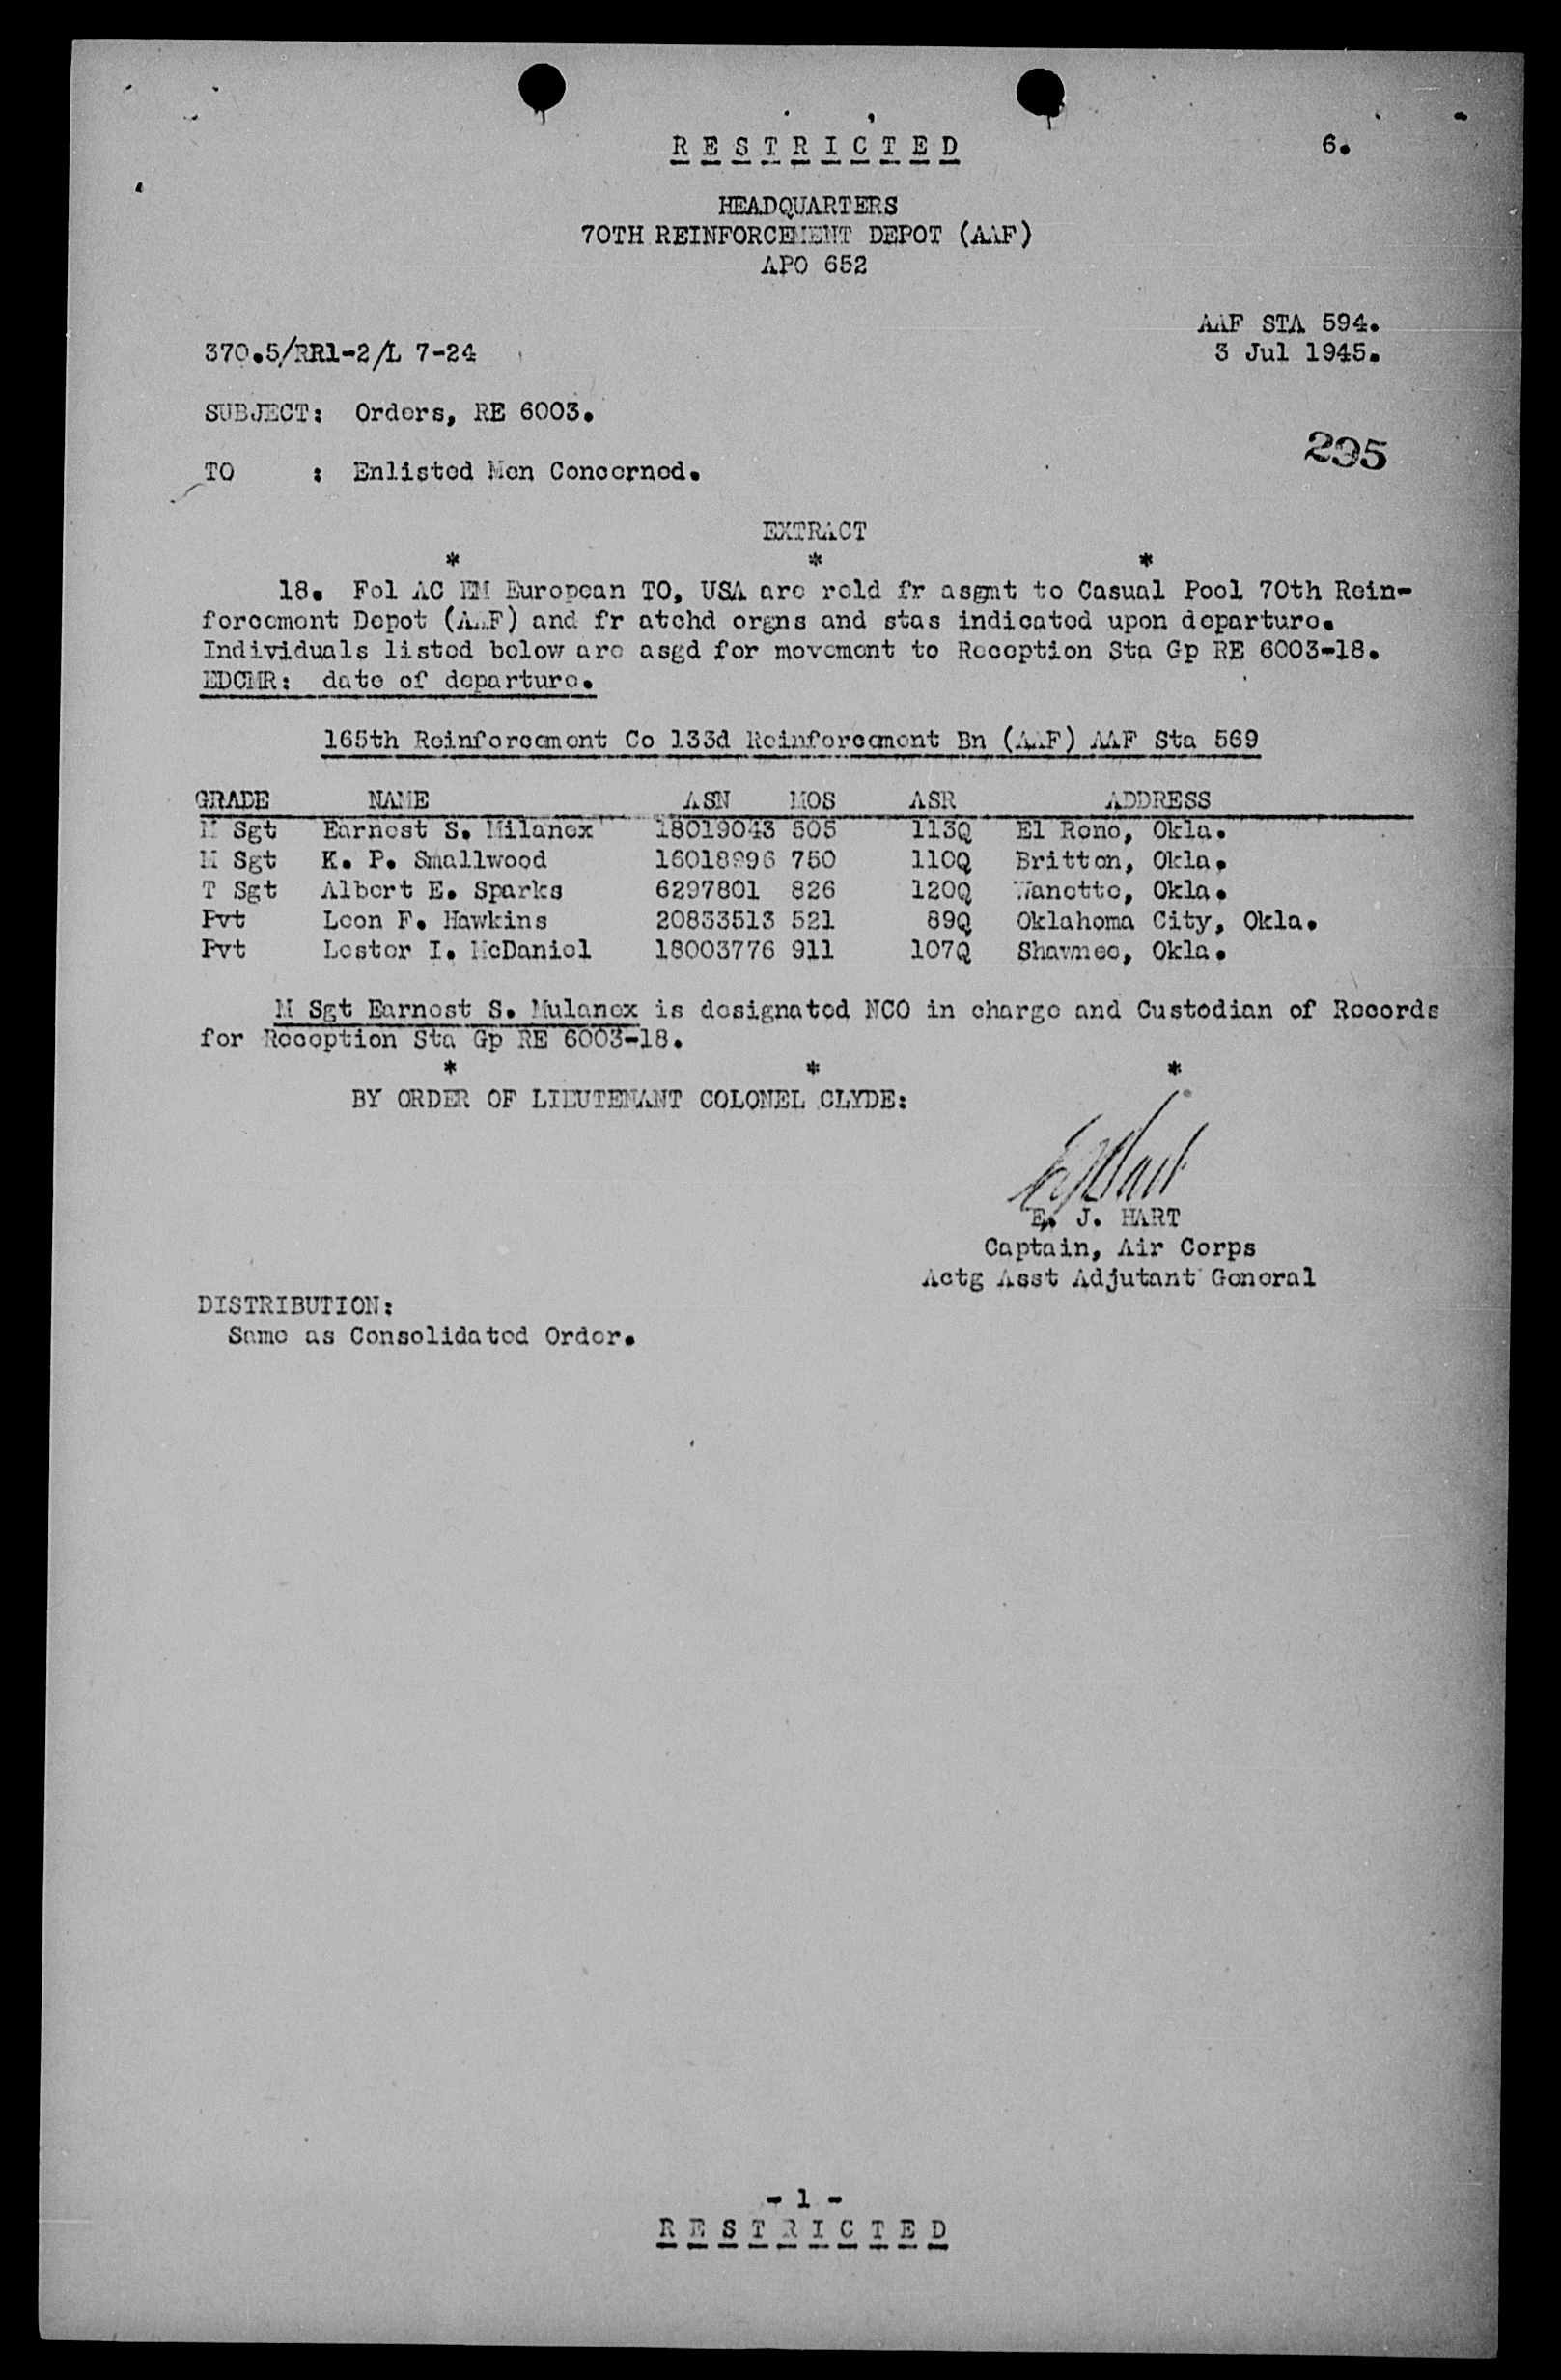 R E S T R I C T E D
6.
HEADQUARTERS
70TH REINFORCEMENT DEPOT (AAF)
APO 652
AAF STA 594.
370.5/RR1-2/L 7-24
3 Jul 1945.
SUBJECT: Orders, RE 6003.
295
TO : Enlisted Men Concerned.
EXTRACT
* * *
18. Fol AC EM European TO, USA are reld fr asgmt to Casual Pool 70th Rein-
forcement Depot (AAF) and fr atchd orgns and stas indicated upon departure.
Individuals listed below are asgd for movement to Reception Sta Gp RE 6003-18.
EDCMR: date of departure.
165th Reinforcement Co 133d Reinforcement Bn (AAF) AAF Sta 569
GRADE NAME ASN MOS ASR ADDRESS
M Sgt Earnest S. Milanex 18019043 505 113Q El Reno, Okla.
M Sgt K. P. Smallwood 16018996 750 110Q Britton, Okla.
T Sgt Albert E. Sparks 6297801 826 120Q Wanette, Okla.
Pvt Leon F. Hawkins 20833513 521 89Q Oklahoma City, Okla.
Pvt Lester I. McDaniel 18003776 911 107Q Shawnee, Okla.
M Sgt Earnest S. Mulanex is designated NCO in charge and Custodian of Records
for Reception Sta Gp RE 6003-18.
* * *
BY ORDER OF LIEUTENANT COLONEL CLYDE:
E J Hart
E. J. HART
Captain, Air Corps
Actg Asst Adjutant General
DISTRIBUTION:
Same as Consolidated Order.
- 1 -
R E S T R I C T E D